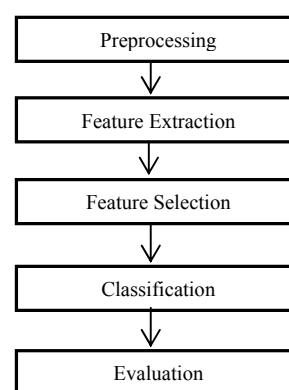 Preprocessing
Feature Extraction
Feature Selection
Classification
Evaluation